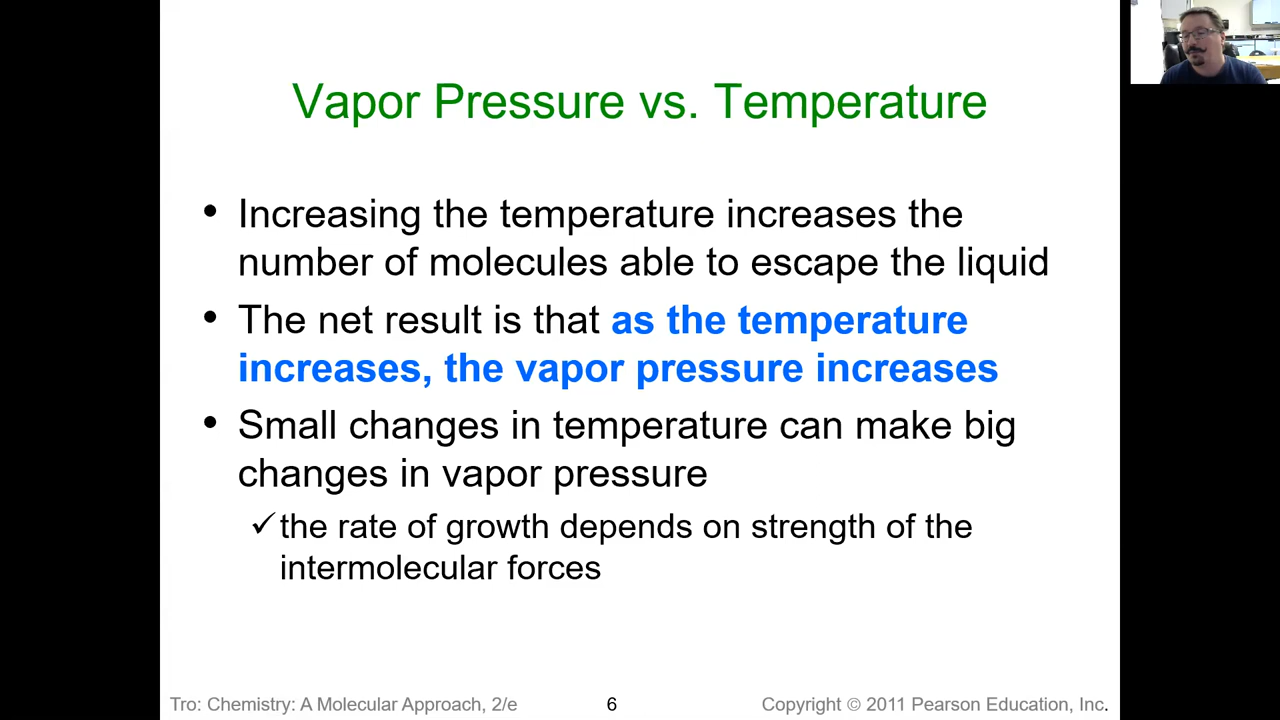 Vapor Pressure vs. Temperature
• Increasing the temperature increases the
number of molecules able to escape the liquid
• The net result is that as the temperature
increases, the vapor pressure increases
• Small changes in temperature can make big
changes in vapor pressure
✓the rate of growth depends on strength of the
intermolecular forces
Tro: Chemistry: A Molecular Approach, 2/e
6
Copyright © 2011 Pearson Education, Inc.